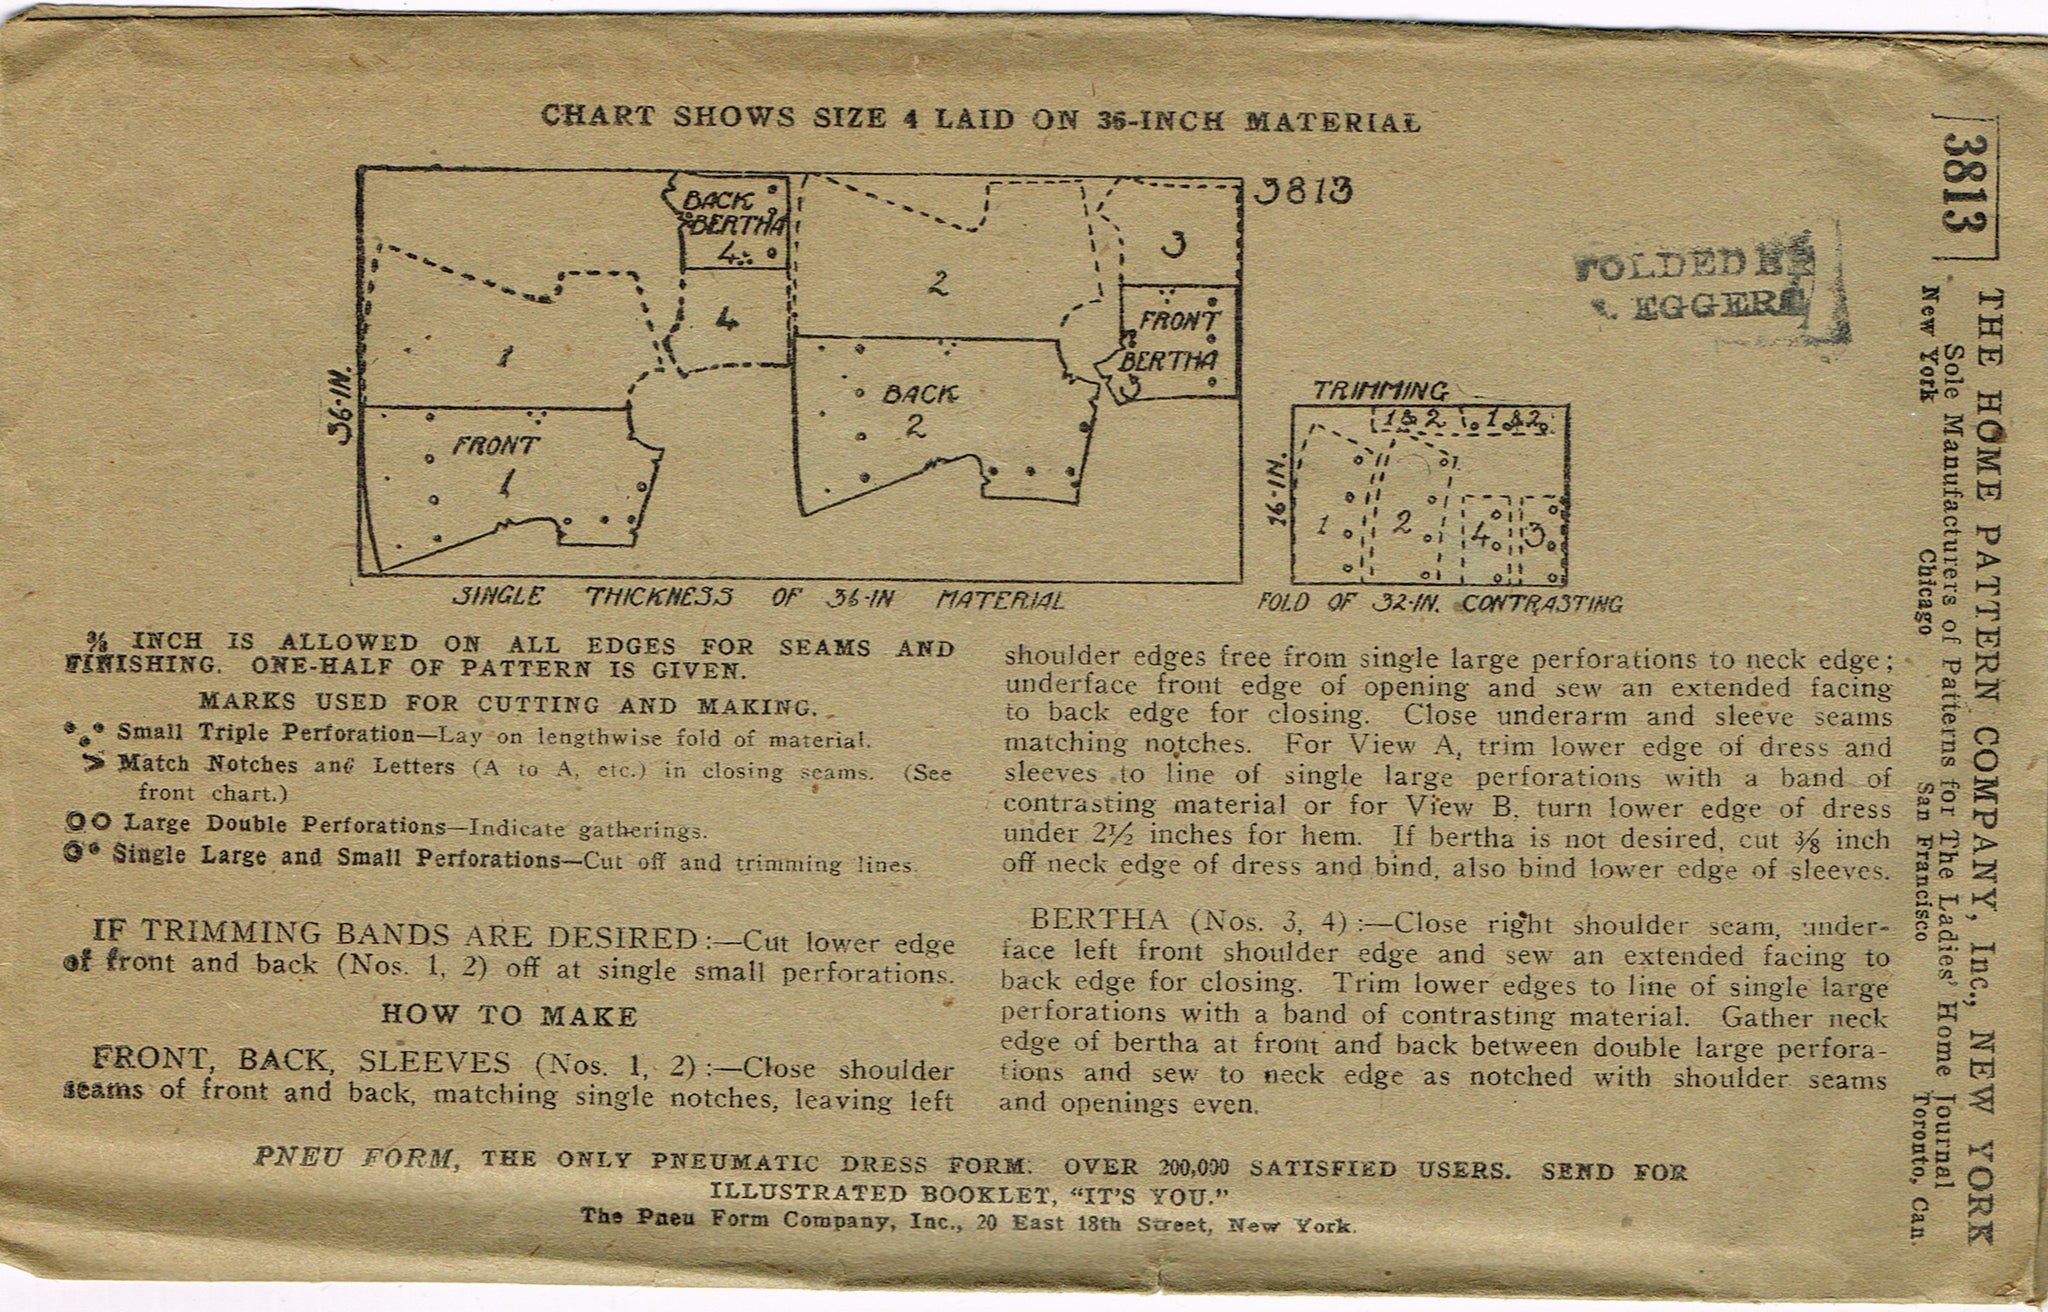 CHART SHOWS SIZE 4 LAID ON 36-INCH MATERIAL
3813
BACK
BERTHA
4
4
1
FRONT
1
36-IN.
2
BACK
2
3
FRONT
BERTHA
3
SINGLE THICKNESS OF 36-IN MATERIAL
TRIMMING
1 & 2 1 & 2
1 2 4 3
16-IN.
FOLD OF 32-IN. CONTRASTING
FOLDED BY
EGGERS
⅜ INCH IS ALLOWED ON ALL EDGES FOR SEAMS AND
FINISHING. ONE-HALF OF PATTERN IS GIVEN.
MARKS USED FOR CUTTING AND MAKING.
Small Triple Perforation—Lay on lengthwise fold of material.
Match Notches and Letters (A to A, etc.) in closing seams. (See
front chart.)
Large Double Perforations—Indicate gatherings.
Single Large and Small Perforations—Cut off and trimming lines.
IF TRIMMING BANDS ARE DESIRED:—Cut lower edge
of front and back (Nos. 1, 2) off at single small perforations.
HOW TO MAKE
FRONT, BACK, SLEEVES (Nos. 1, 2):—Close shoulder
seams of front and back, matching single notches, leaving left
shoulder edges free from single large perforations to neck edge;
underface front edge of opening and sew an extended facing
to back edge for closing. Close underarm and sleeve seams
matching notches. For View A, trim lower edge of dress and
sleeves to line of single large perforations with a band of
contrasting material or for View B, turn lower edge of dress
under 2½ inches for hem. If bertha is not desired, cut ⅜ inch
off neck edge of dress and bind, also bind lower edge of sleeves.
BERTHA (Nos. 3, 4):—Close right shoulder seam, under-
face left front shoulder edge and sew an extended facing to
back edge for closing. Trim lower edges to line of single large
perforations with a band of contrasting material. Gather neck
edge of bertha at front and back between double large perfora-
tions and sew to neck edge as notched with shoulder seams
and openings even.
PNEU FORM, THE ONLY PNEUMATIC DRESS FORM. OVER 200,000 SATISFIED USERS. SEND FOR
ILLUSTRATED BOOKLET, "IT'S YOU."
The Pneu Form Company, Inc., 20 East 18th Street, New York.
3813
THE HOME PATTERN COMPANY, Inc., NEW YORK
Sole Manufacturers of Patterns for The Ladies' Home Journal
New York Chicago San Francisco Toronto, Can.